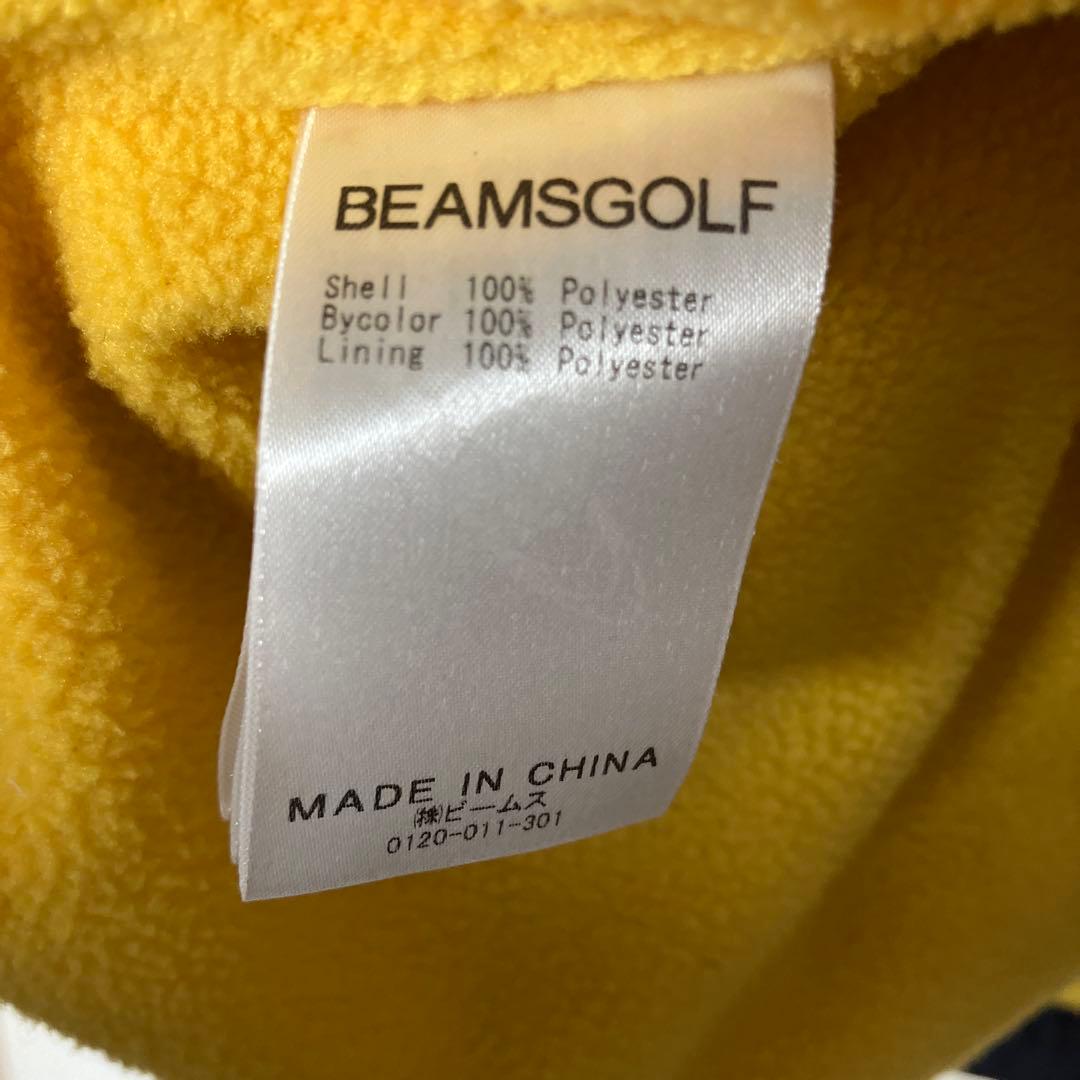 BEAMSGOLF
Shell 100% Polyester
Bycolor 100% Polyester
Lining 100% Polyester
MADE IN CHINA
㈱ビームス
0120-011-301